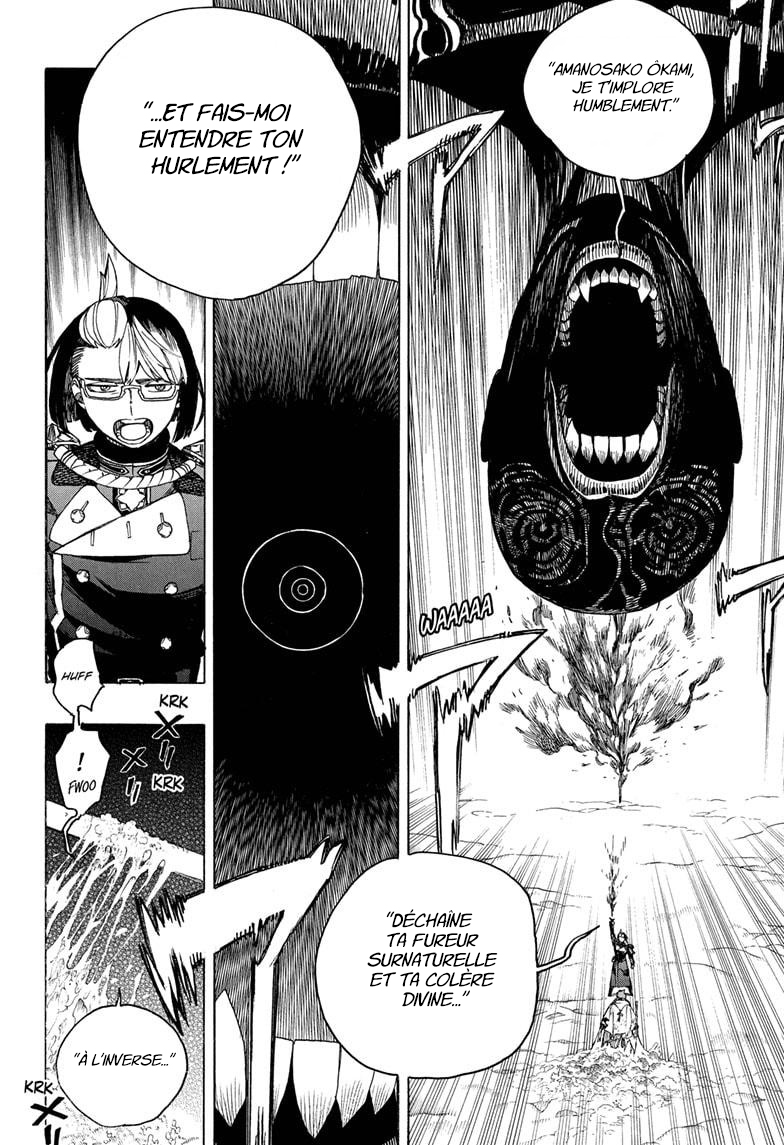 "AMANOSAKO ÔKAMI,
JE T'IMPLORE
HUMBLEMENT."
WAAAAA
"DÉCHAÎNE
TA FUREUR
SURNATURELLE
ET TA COLÈRE
DIVINE..."
"...ET FAIS-MOI
ENTENDRE TON
HURLEMENT !"
HUFF
KRK
!
FWOO
KRK
"À L'INVERSE..."
KRK